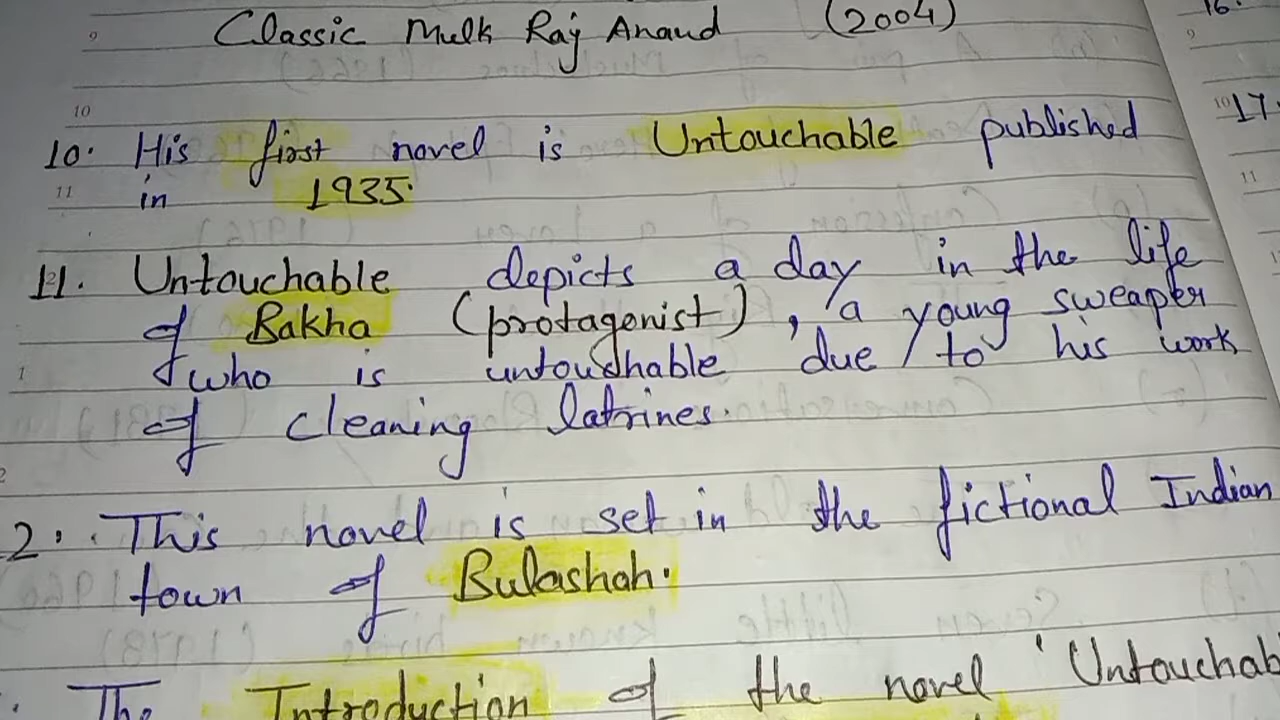 Classic Mulk Raj Anand (2004)
10. His first novel is Untouchable published
in 1935.
11. Untouchable depicts a day in the life
of Bakha (protagonist), a young sweaper
who is untouchable due to his work
of cleaning latrines.
2. This novel is set in the fictional Indian
town of Bulashah.
The Introduction of the novel 'Untouchab
16.
17.